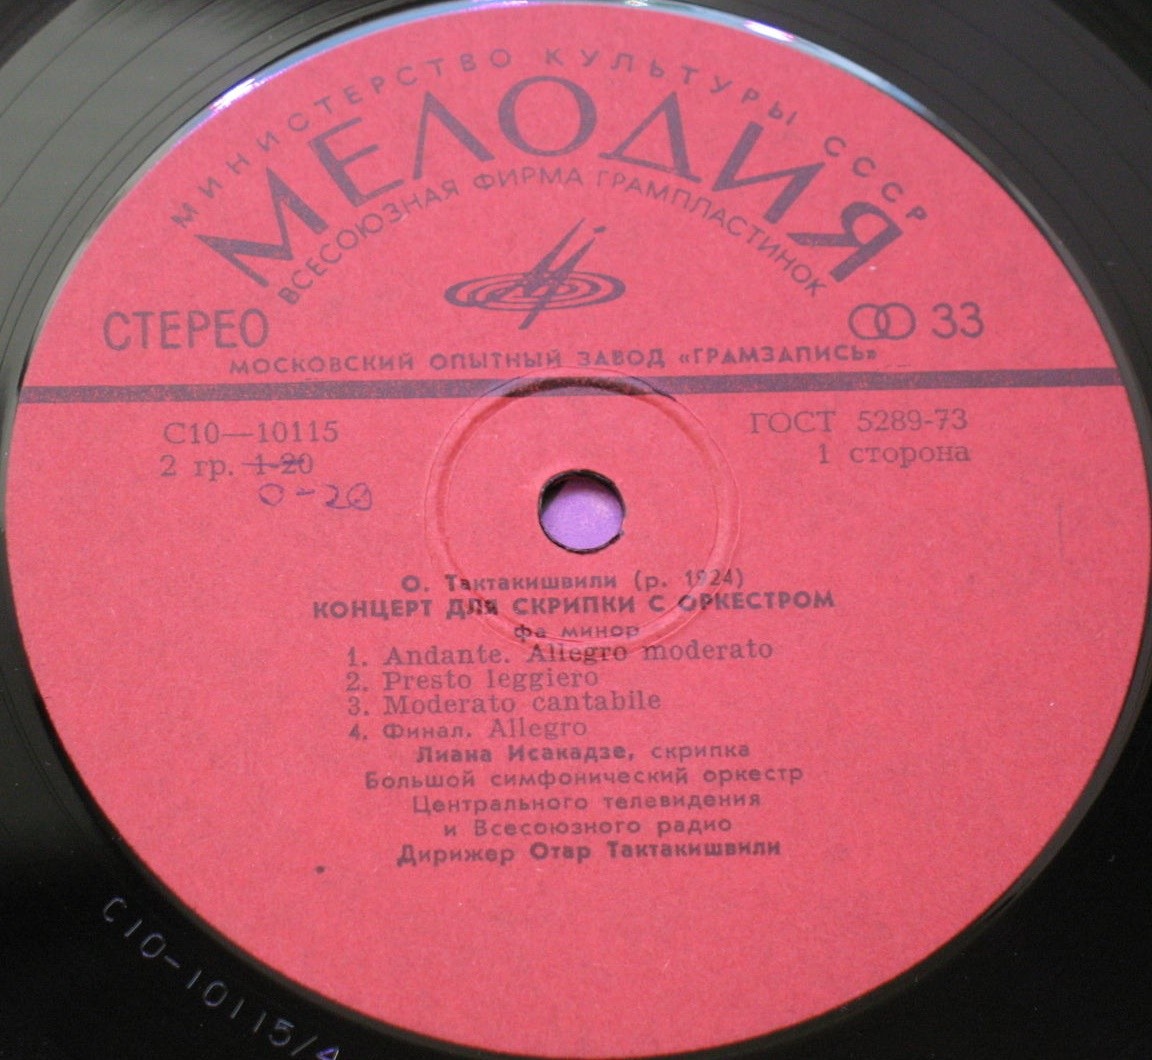 МИНИСТЕРСТВО КУЛЬТУРЫ СССР
МЕЛОДИЯ
ВСЕСОЮЗНАЯ ФИРМА ГРАМПЛАСТИНОК
СТЕРЕО
33
МОСКОВСКИЙ ОПЫТНЫЙ ЗАВОД «ГРАМЗАПИСЬ»
С10—10115
ГОСТ 5289-73
2 гр. 1-20
1 сторона
0-20
О. Тактакишвили (р. 1924)
КОНЦЕРТ ДЛЯ СКРИПКИ С ОРКЕСТРОМ
фа минор
1. Andante. Allegro moderato
2. Presto leggiero
3. Moderato cantabile
4. Финал. Allegro
Лиана Исакадзе, скрипка
Большой симфонический оркестр
Центрального телевидения
и Всесоюзного радио
Дирижер Отар Тактакишвили
С10-10115/